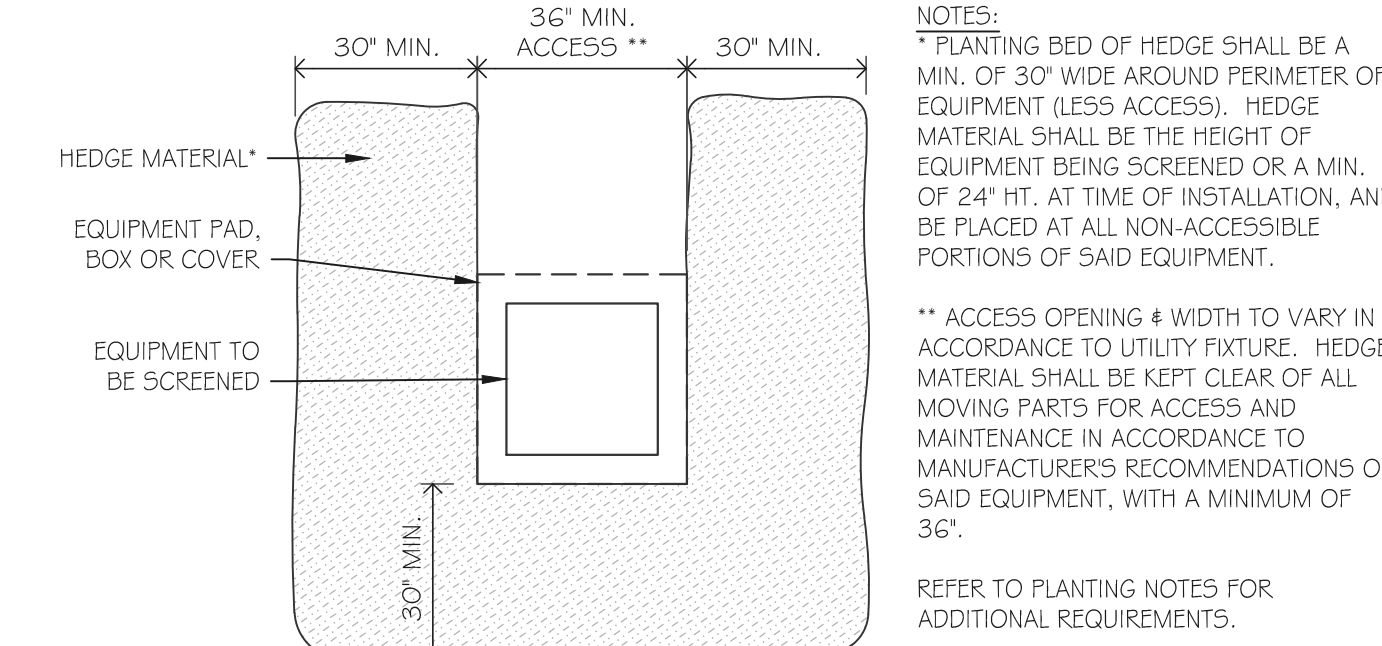 36" MIN.
30" MIN. ACCESS ** 30" MIN.
HEDGE MATERIAL*
EQUIPMENT PAD,
BOX OR COVER
EQUIPMENT TO
BE SCREENED
30" MIN.
NOTES:
* PLANTING BED OF HEDGE SHALL BE A
MIN. OF 30" WIDE AROUND PERIMETER OF
EQUIPMENT (LESS ACCESS). HEDGE
MATERIAL SHALL BE THE HEIGHT OF
EQUIPMENT BEING SCREENED OR A MIN.
OF 24" HT. AT TIME OF INSTALLATION,
BE PLACED AT ALL NON-ACCESSIBLE
PORTIONS OF SAID EQUIPMENT.
** ACCESS OPENING & WIDTH TO VARY IN
ACCORDANCE TO UTILITY FIXTURE. HEDGE
MATERIAL SHALL BE KEPT CLEAR OF ALL
MOVING PARTS FOR ACCESS AND
MAINTENANCE IN ACCORDANCE TO
MANUFACTURER'S RECOMMENDATIONS
SAID EQUIPMENT, WITH A MINIMUM OF
36".
REFER TO PLANTING NOTES FOR
ADDITIONAL REQUIREMENTS.